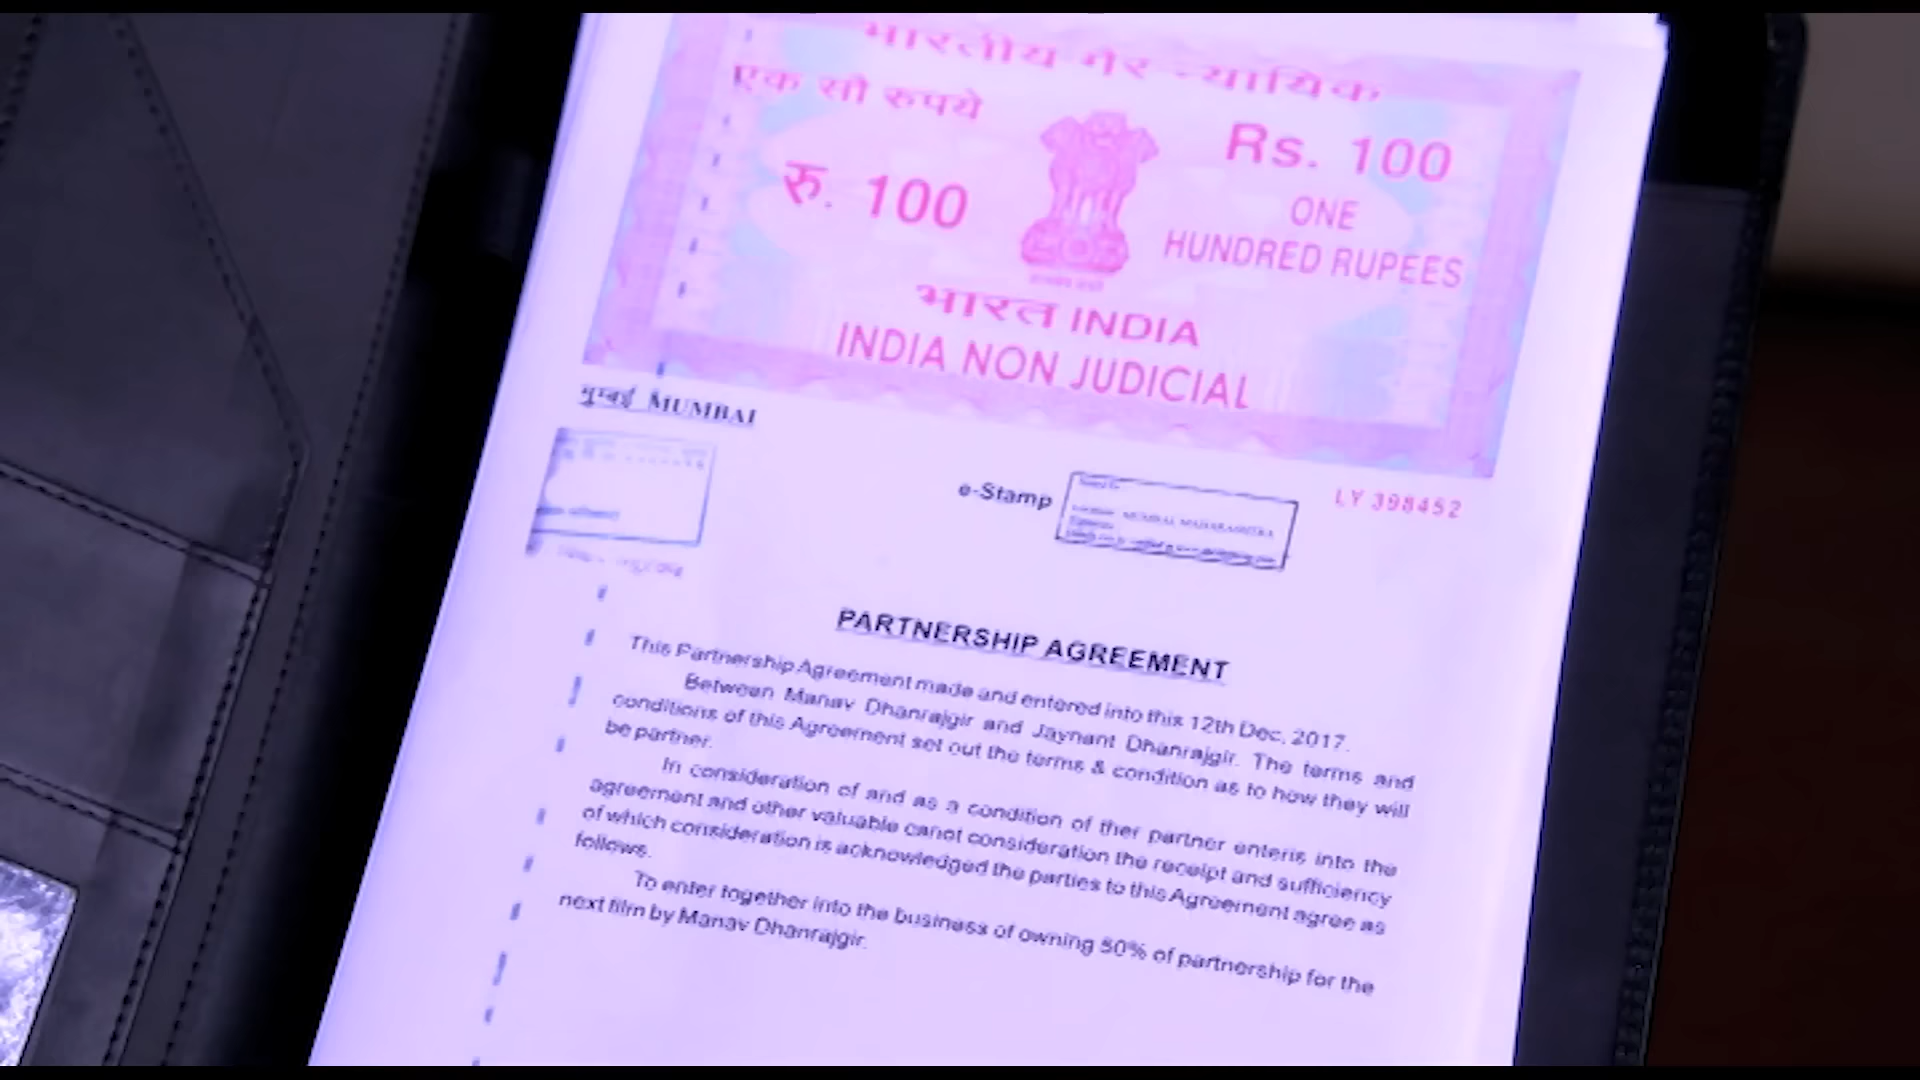 भारतीय गैर न्यायिक
एक सौ रुपये
रु. 100
Rs. 100
ONE
HUNDRED RUPEES
भारत INDIA
INDIA NON JUDICIAL
मुम्बई MUMBAI
e-Stamp
MUMBAI MAHARASHTRA
LY 398452
PARTNERSHIP AGREEMENT
This Partnership Agreement made and entered into this 12th Dec, 2017.
Between Manav Dhanrajgir and Jaynant Dhanrajgir. The terms and
conditions of this Agreement set out the terms & condition as to how they will
be partner.
In consideration of and as a condition of ther partner enteris into the
agreement and other valuable canot consideration the receipt and sufficiency
of which consideration is acknowledged the parties to this Agreement agree as
follows.
To enter together into the business of owning 50% of partnership for the
next film by Manav Dhanrajgir.